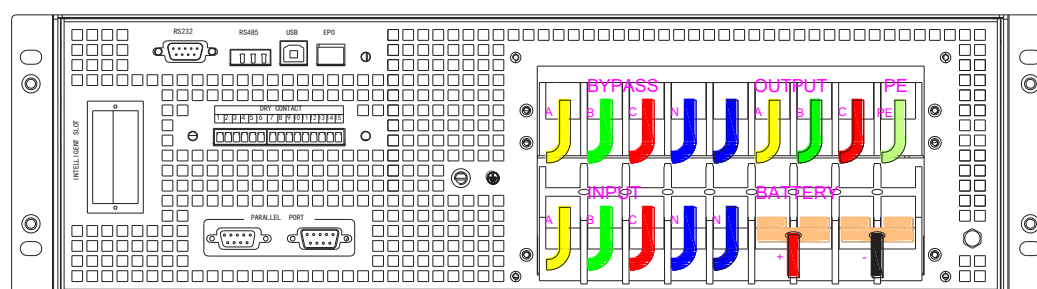 RS232 RS485 USB EPO
BYPASS OUTPUT PE
A B C N N A B C PE
INTELLIGENT SLOT
DRY CONTACT
1 2 3 4 5 6 7 8 9 10 11 12 13 14 15
INPUT BATTERY
A B C N N
PARALLEL PORT
+ -